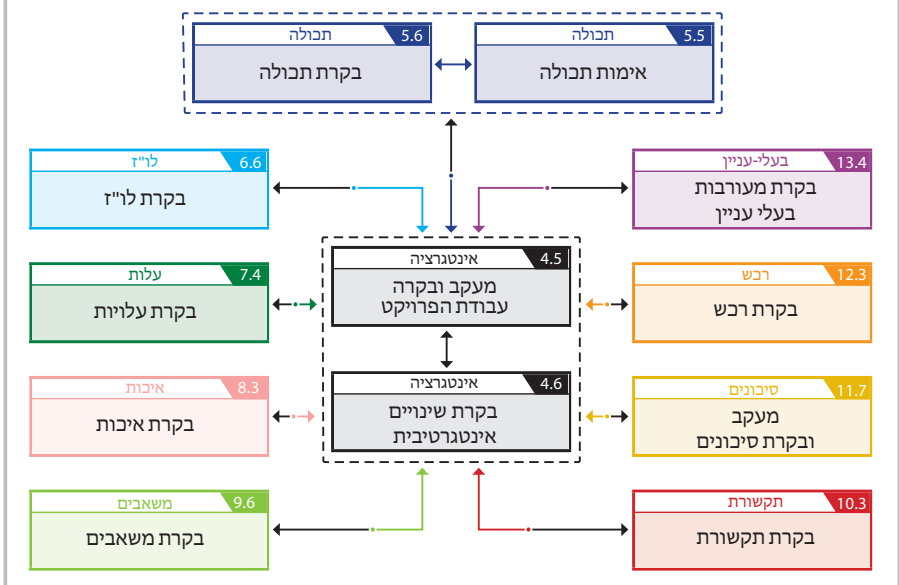 5.5 תכולה
אימות תכולה
5.6 תכולה
בקרת תכולה
13.4 בעלי-עניין
בקרת מעורבות
בעלי עניין
6.6 לו"ז
בקרת לו"ז
4.5 אינטגרציה
מעקב ובקרה
עבודת הפרויקט
12.3 רכש
בקרת רכש
7.4 עלות
בקרת עלויות
4.6 אינטגרציה
בקרת שינויים
אינטגרטיבית
11.7 סיכונים
מעקב
ובקרת סיכונים
8.3 איכות
בקרת איכות
10.3 תקשורת
בקרת תקשורת
9.6 משאבים
בקרת משאבים